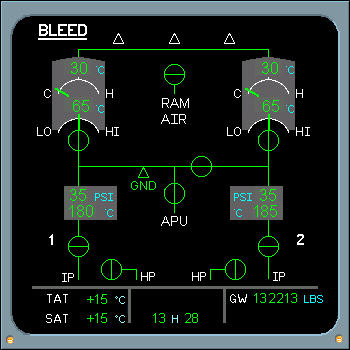 BLEED
30 °C 30 °C
C H C H
65 °C 65 °C
RAM
AIR
LO HI LO HI
GND
35 PSI PSI 35
180 °C °C 185
APU
1 2
IP HP HP IP
TAT +15 °C GW 132213 LBS
SAT +15 °C 13 H 28